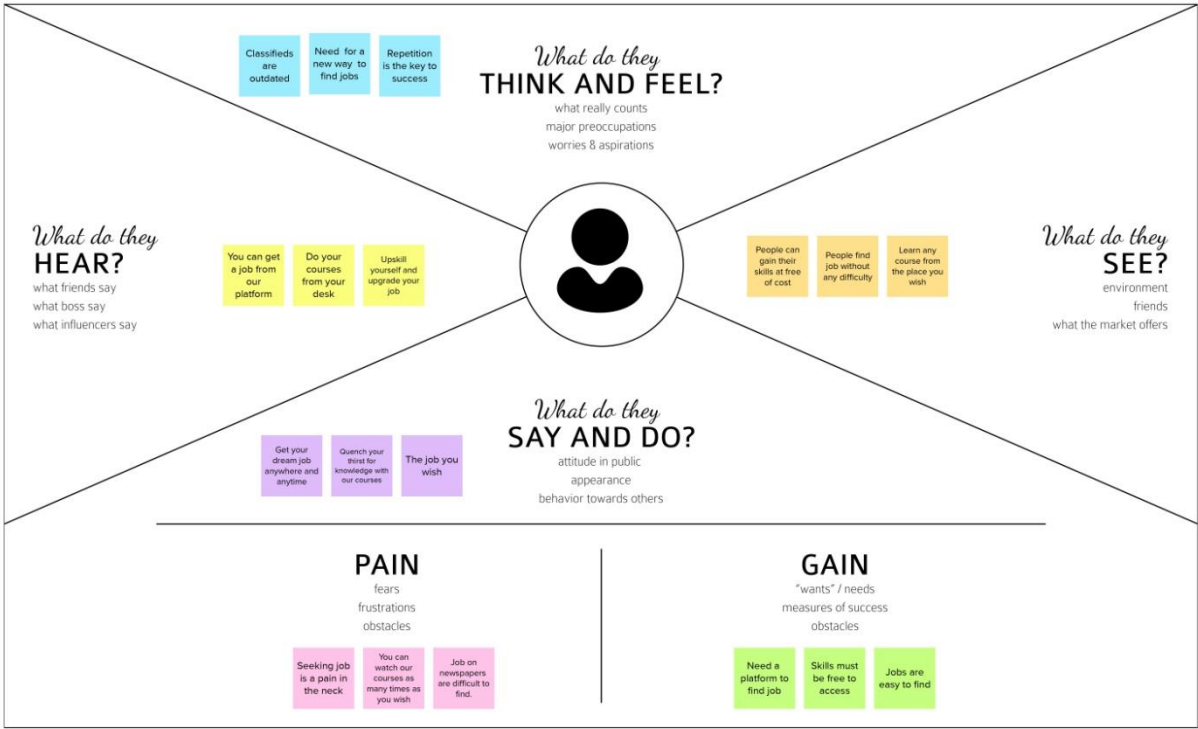 Classifieds
are
outdated
Need for a
new way to
find jobs
Repetition
is the key to
success
What do they
THINK AND FEEL?
what really counts
major preoccupations
worries & aspirations
What do they
HEAR?
what friends say
what boss say
what influencers say
You can get
a job from
our
platform
Do your
courses
from your
desk
Upskill
yourself and
upgrade your
job
People can
gain their
skills at free
of cost
People find
job without
any difficulty
Learn any
course from
the place you
wish
What do they
SEE?
environment
friends
what the market offers
What do they
SAY AND DO?
attitude in public
appearance
behavior towards others
Get your
dream job
anywhere and
anytime
Quench your
thirst for
knowledge with
our courses
The job you
wish
PAIN
fears
frustrations
obstacles
Seeking job
is a pain in
the neck
You can
watch our
courses as
many times as
you wish
Job on
newspapers
are difficult to
find.
GAIN
"wants" / needs
measures of success
obstacles
Need a
platform to
find job
Skills must
be free to
access
Jobs are
easy to find